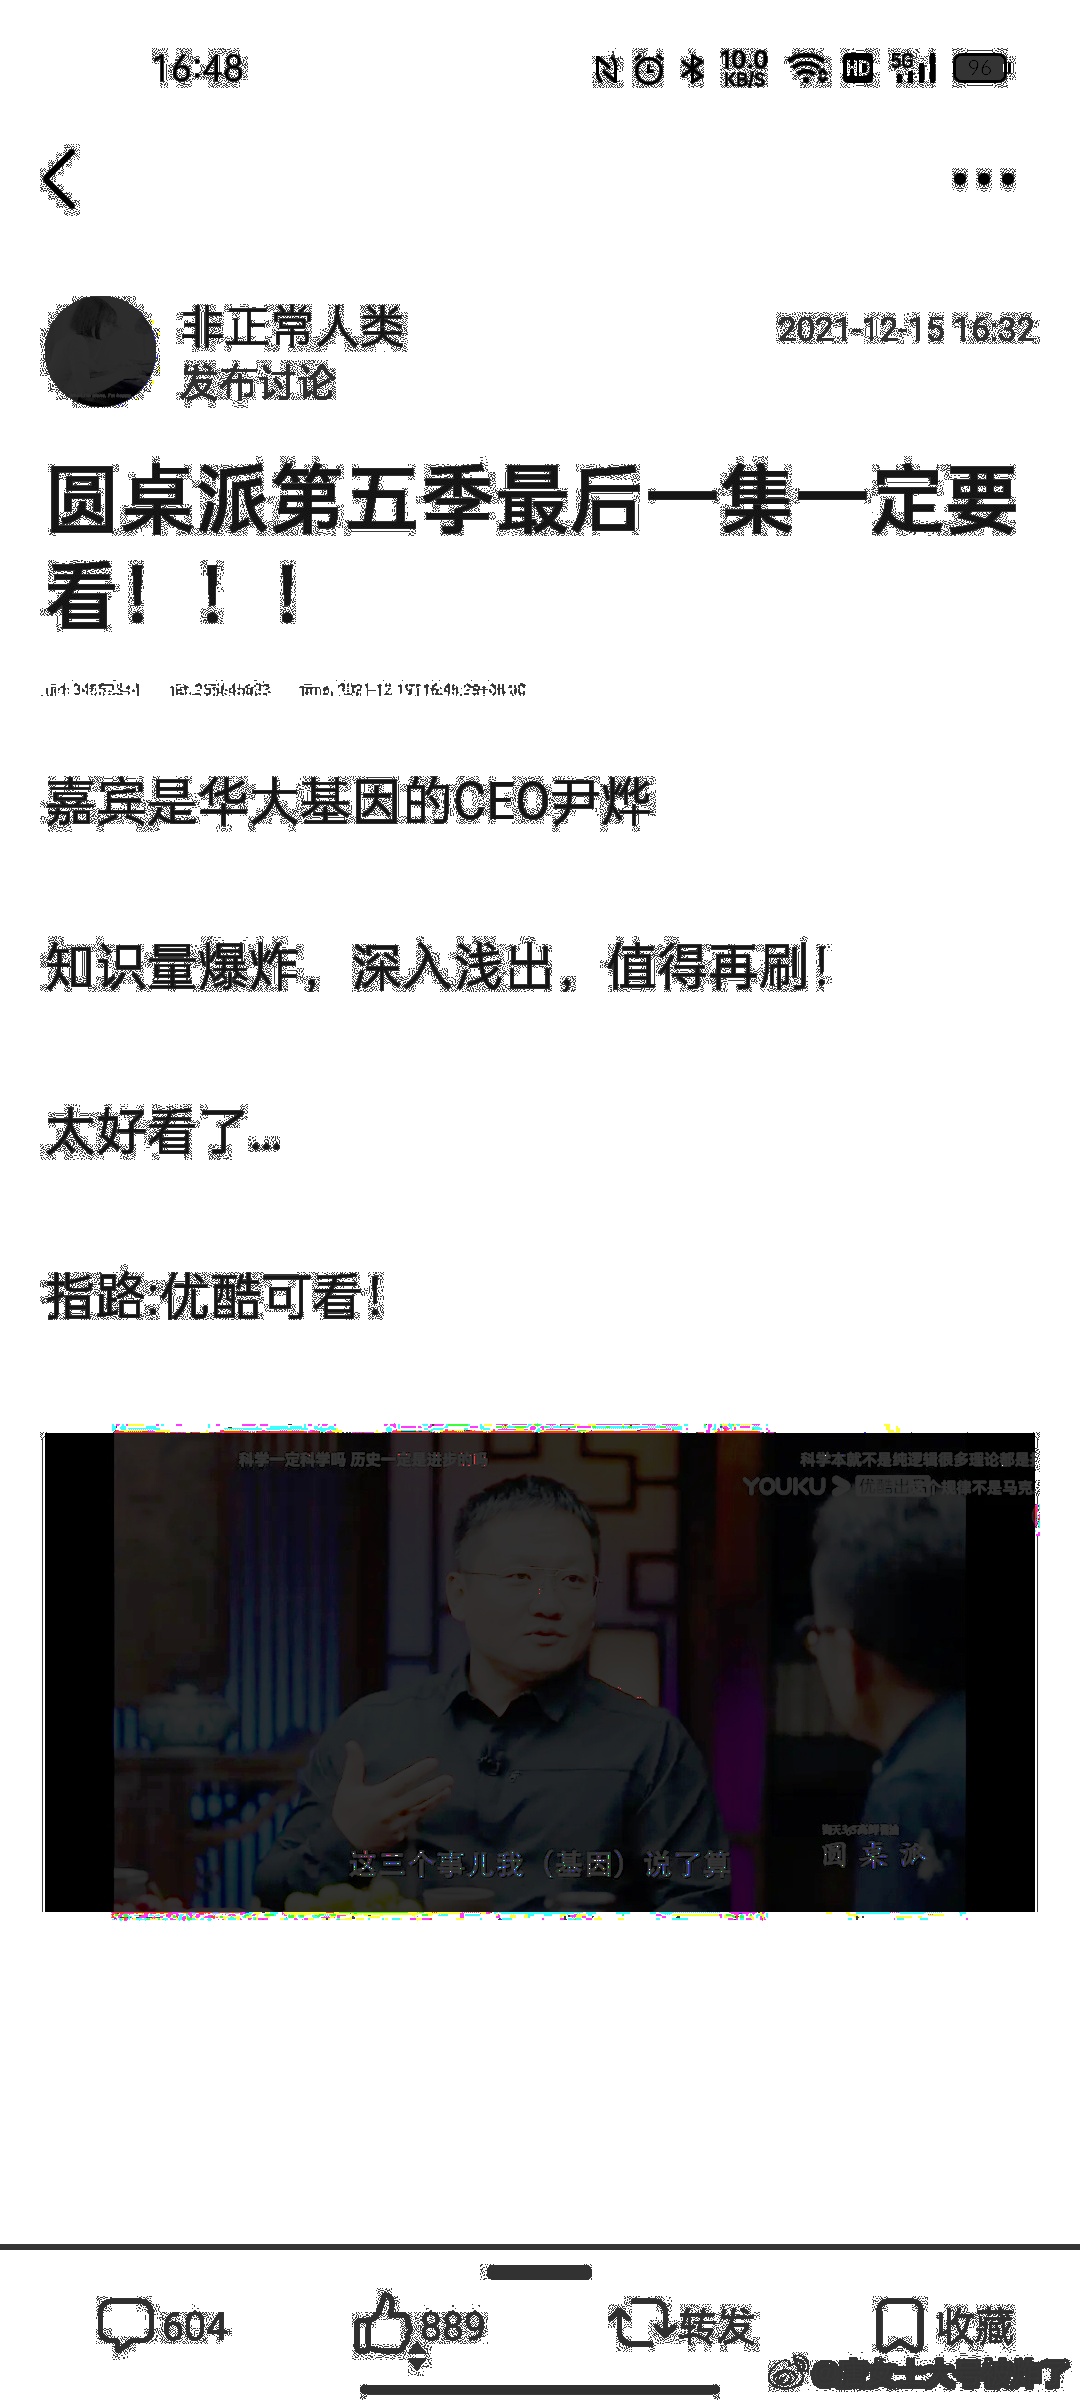 16:48
10.0 KB/S HD 5G 96
非正常人类
2021-12-15 16:32
发布讨论
圆桌派第五季最后一集一定要
看！！！
嘉宾是华大基因的CEO尹烨
知识量爆炸，深入浅出，值得再刷！
太好看了...
指路:优酷可看！
科学一定科学吗 历史一定是进步的吗
科学本就不是纯逻辑很多理论都是
YOUKU
规律不是马克
圆桌派
这三个事儿我（基因）说了算
604 889 转发 收藏